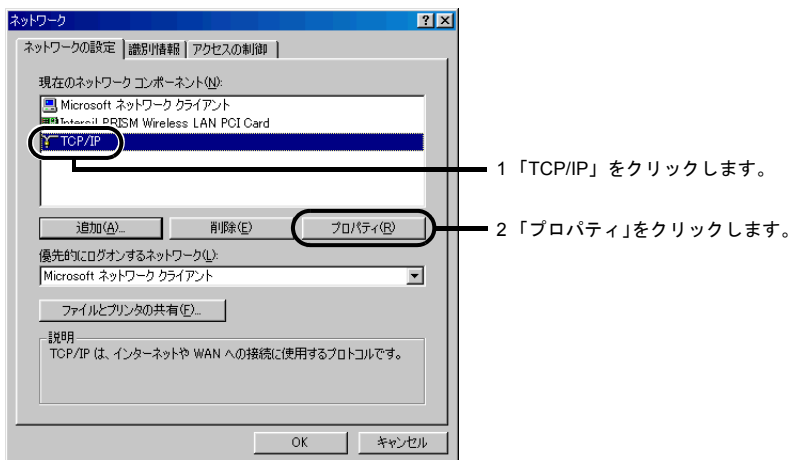 ネットワーク
ネットワークの設定 識別情報 アクセスの制御
現在のネットワーク コンポーネント(N):
Microsoft ネットワーク クライアント
Intersil PRISM Wireless LAN PCI Card
TCP/IP
1「TCP/IP」をクリックします。
追加(A)... 削除(E) プロパティ(R)
2「プロパティ」をクリックします。
優先的にログオンするネットワーク(L):
Microsoft ネットワーク クライアント
ファイルとプリンタの共有(F)...
説明
TCP/IP は、インターネットや WAN への接続に使用するプロトコルです。
OK キャンセル